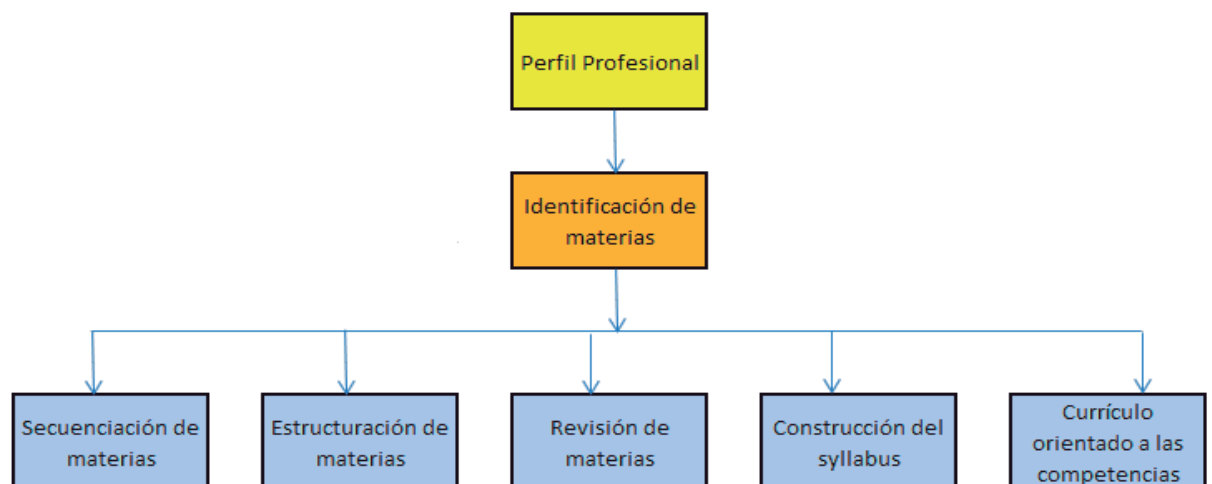 Perfil Profesional
Identificación de
materias
Secuenciación de
materias
Estructuración de
materias
Revisión de
materias
Construcción del
syllabus
Currículo
orientado a las
competencias